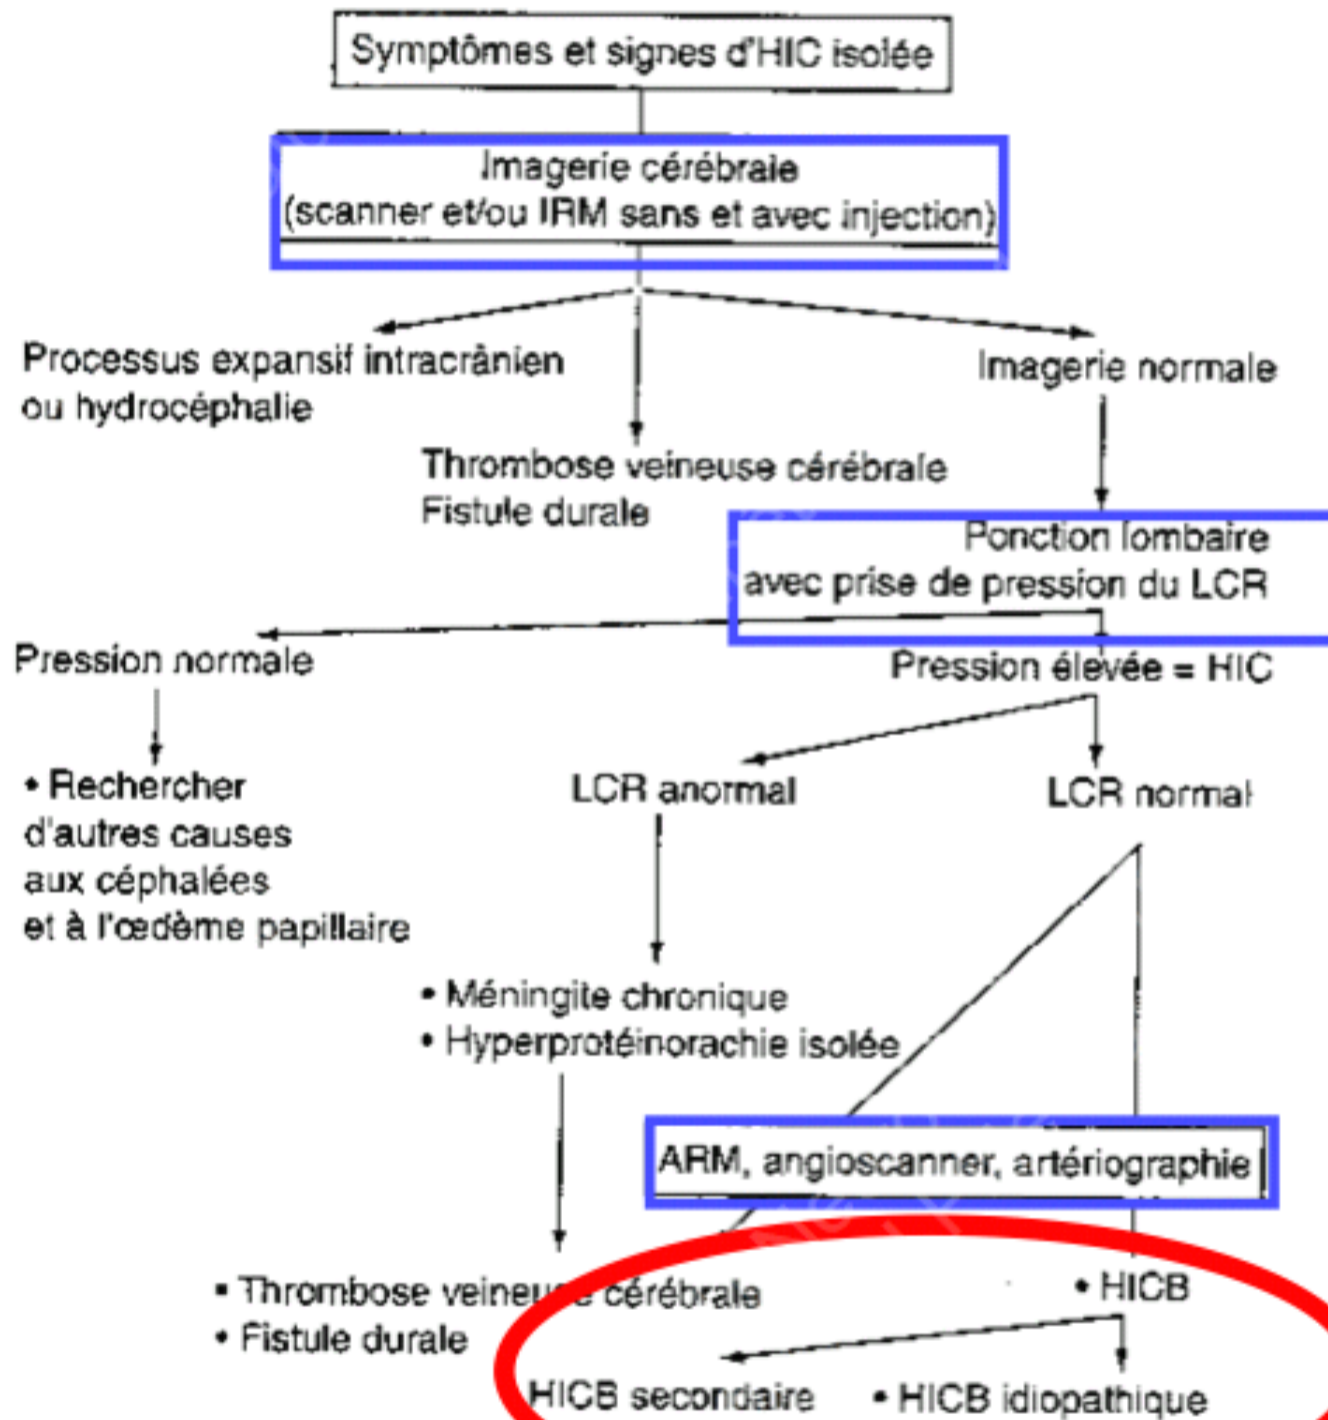 Symptômes et signes d'HIC isolée
Imagerie cérébrale
(scanner et/ou IRM sans et avec injection)
Processus expansif intracrânien
ou hydrocéphalie
Imagerie normale
Thrombose veineuse cérébrale
Fistule durale
Ponction lombaire
avec prise de pression du LCR
Pression normale
Pression élevée = HIC
• Rechercher
d'autres causes
aux céphalées
et à l'œdème papillaire
LCR anormal
LCR normal
• Méningite chronique
• Hyperprotéinorachie isolée
ARM, angioscanner, artériographie
• Thrombose veineuse cérébrale
• Fistule durale
• HICB
HICB secondaire
• HICB idiopathique